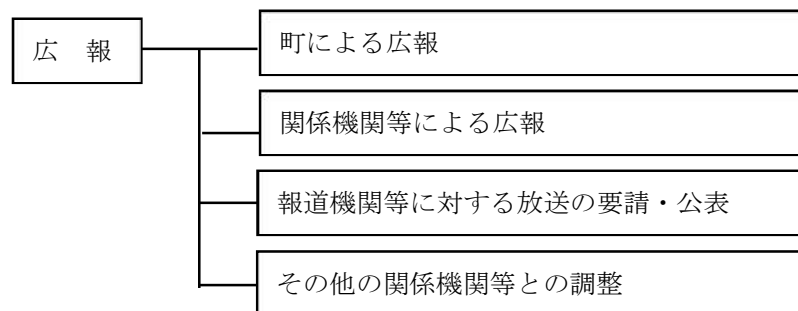 広　報
町による広報
関係機関等による広報
報道機関等に対する放送の要請・公表
その他の関係機関等との調整